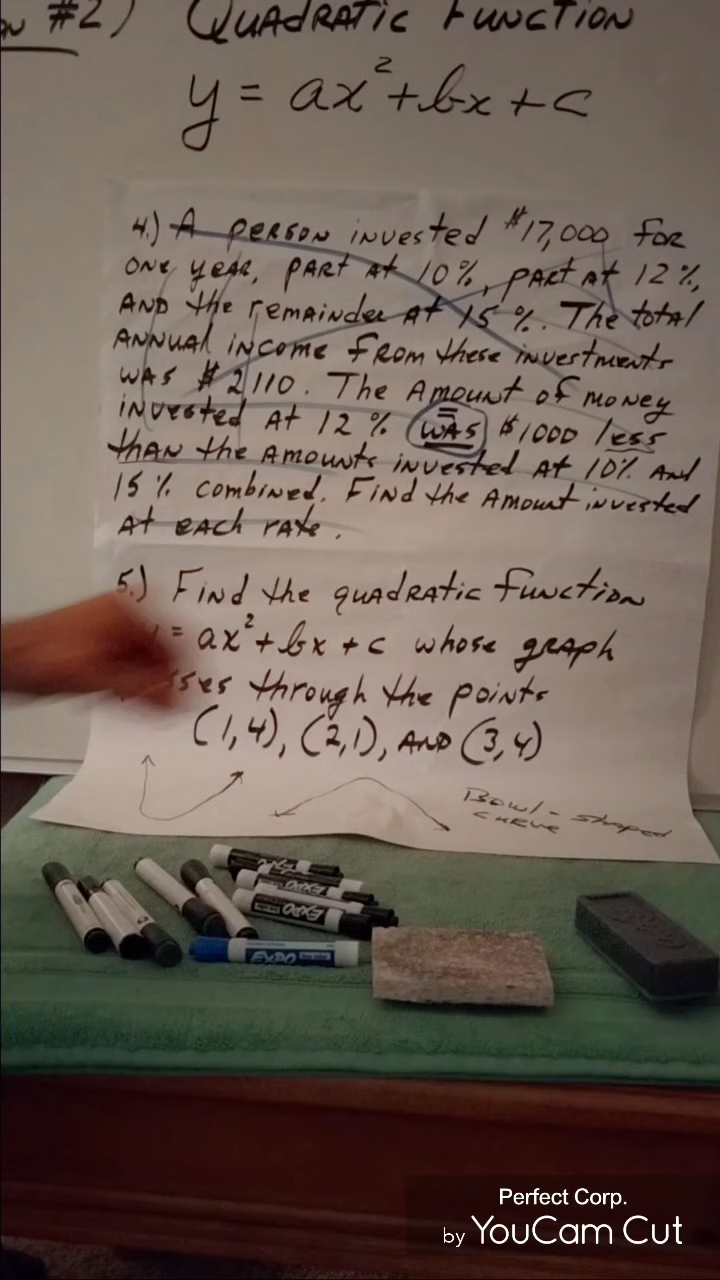 #2) QUADRATIC FUNCTION
y = ax² + bx + c
4.) A PERSON INVESTED $17,000 FOR
ONE YEAR, PART AT 10%, PART AT 12%,
AND the REMAINDER AT 15%. The total
ANNUAL INCOME FROM these INVESTMENTS
WAS $2110. The AMOUNT OF MONEY
INVESTED AT 12% WAS $1000 less
than the AMOUNTS INVESTED AT 10% AND
15% COMBINED. FIND the AMOUNT INVESTED
AT EACH RATE.
5.) FIND the QUADRATIC FUNCTION
= ax² + bx + c whose GRAPH
through the points
(1,4), (2,1), AND (3,4)
Bowl-shaped
curve
EXPO
EXPO
EXPO
Perfect Corp.
by YouCam Cut